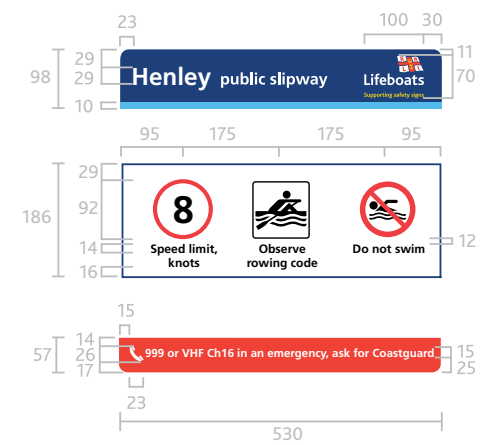 23 100 30
98 29 29 10 11 70
Henley public slipway
RNLI
Lifeboats
Supporting safety signs
95 175 175 95
186 29 92 14 16 12
8
Speed limit, knots
Observe rowing code
Do not swim
15
57 14 26 17 15 25
999 or VHF Ch16 in an emergency, ask for Coastguard
23
530